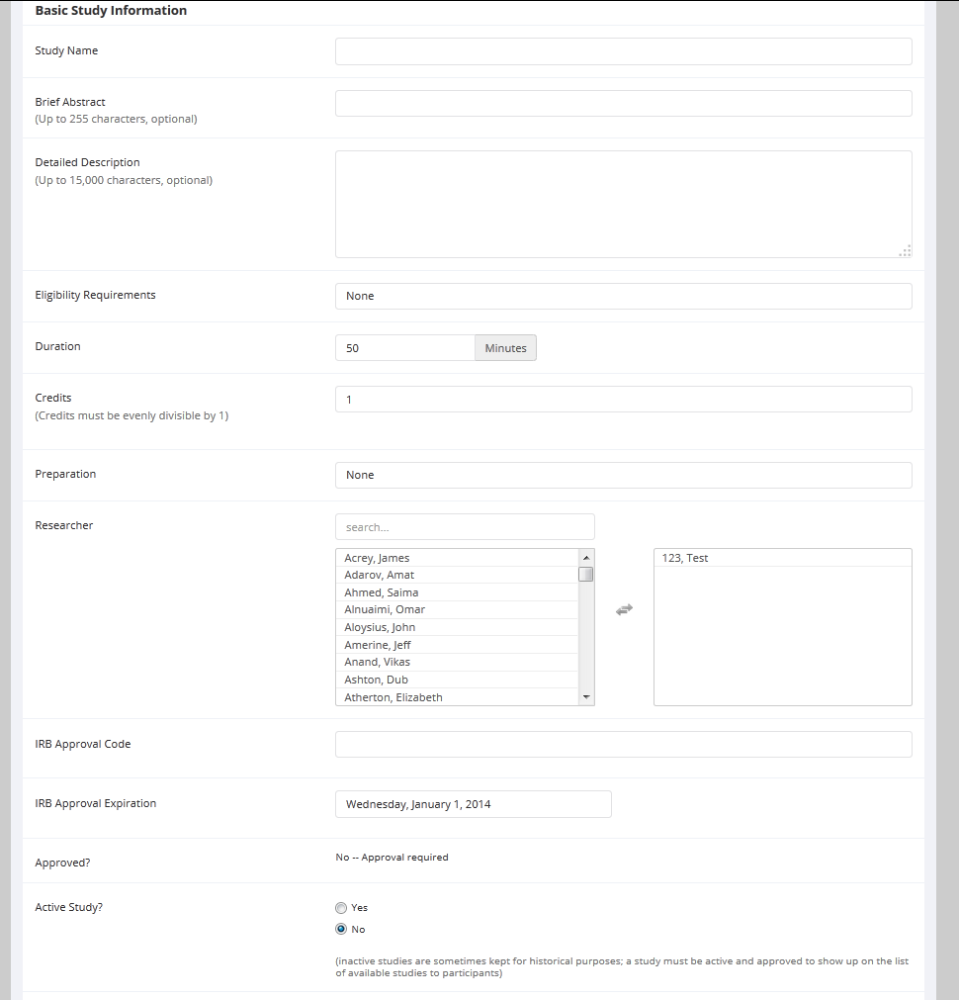 Basic Study Information
Study Name
Brief Abstract
(Up to 255 characters, optional)
Detailed Description
(Up to 15,000 characters, optional)
Eligibility Requirements
None
Duration
50
Minutes
Credits
1
(Credits must be evenly divisible by 1)
Preparation
None
Researcher
search...
Acrey, James
123, Test
Adarov, Amat
Ahmed, Saima
Alnuaimi, Omar
Aloysius, John
Amerine, Jeff
Anand, Vikas
Ashton, Dub
Atherton, Elizabeth
IRB Approval Code
IRB Approval Expiration
Wednesday, January 1, 2014
Approved?
No -- Approval required
Active Study?
Yes
No
(inactive studies are sometimes kept for historical purposes; a study must be active and approved to show up on the list
of available studies to participants)